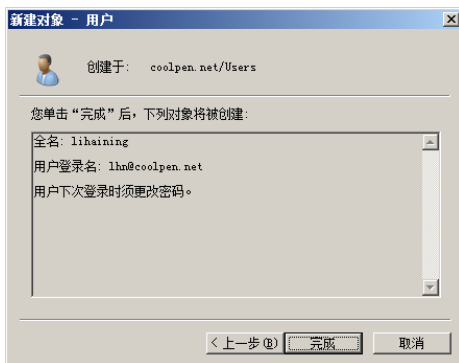 新建对象 - 用户
创建于: coolpen.net/Users
您单击“完成”后，下列对象将被创建:
全名: lihaining
用户登录名: lhn@coolpen.net
用户下次登录时须更改密码。
< 上一步(B) 完成 取消